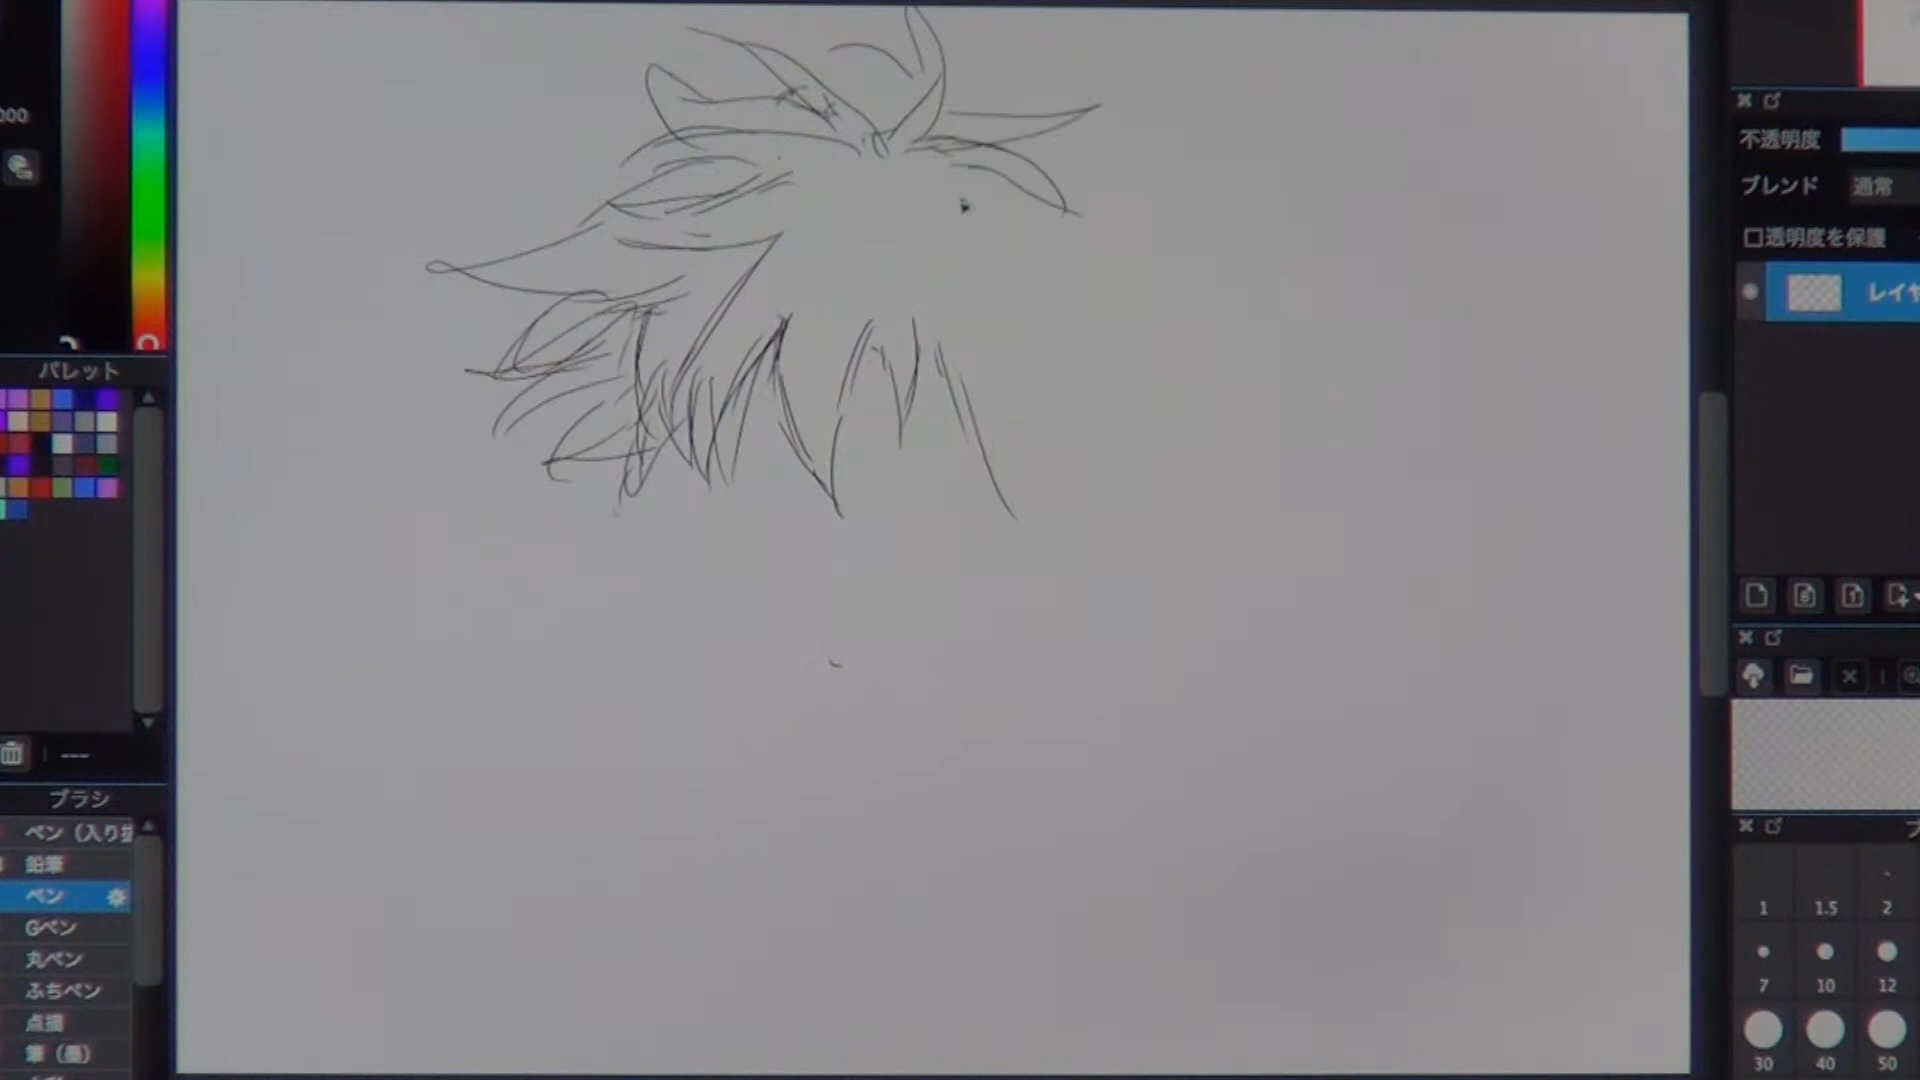 000
パレット
---
ブラシ
ペン（入り抜
鉛筆
ペン
Gペン
丸ペン
ふちペン
点描
筆（墨）
不透明度
ブレンド
通常
透明度を保護
レイヤ
1
1.5
2
7
10
12
30
40
50